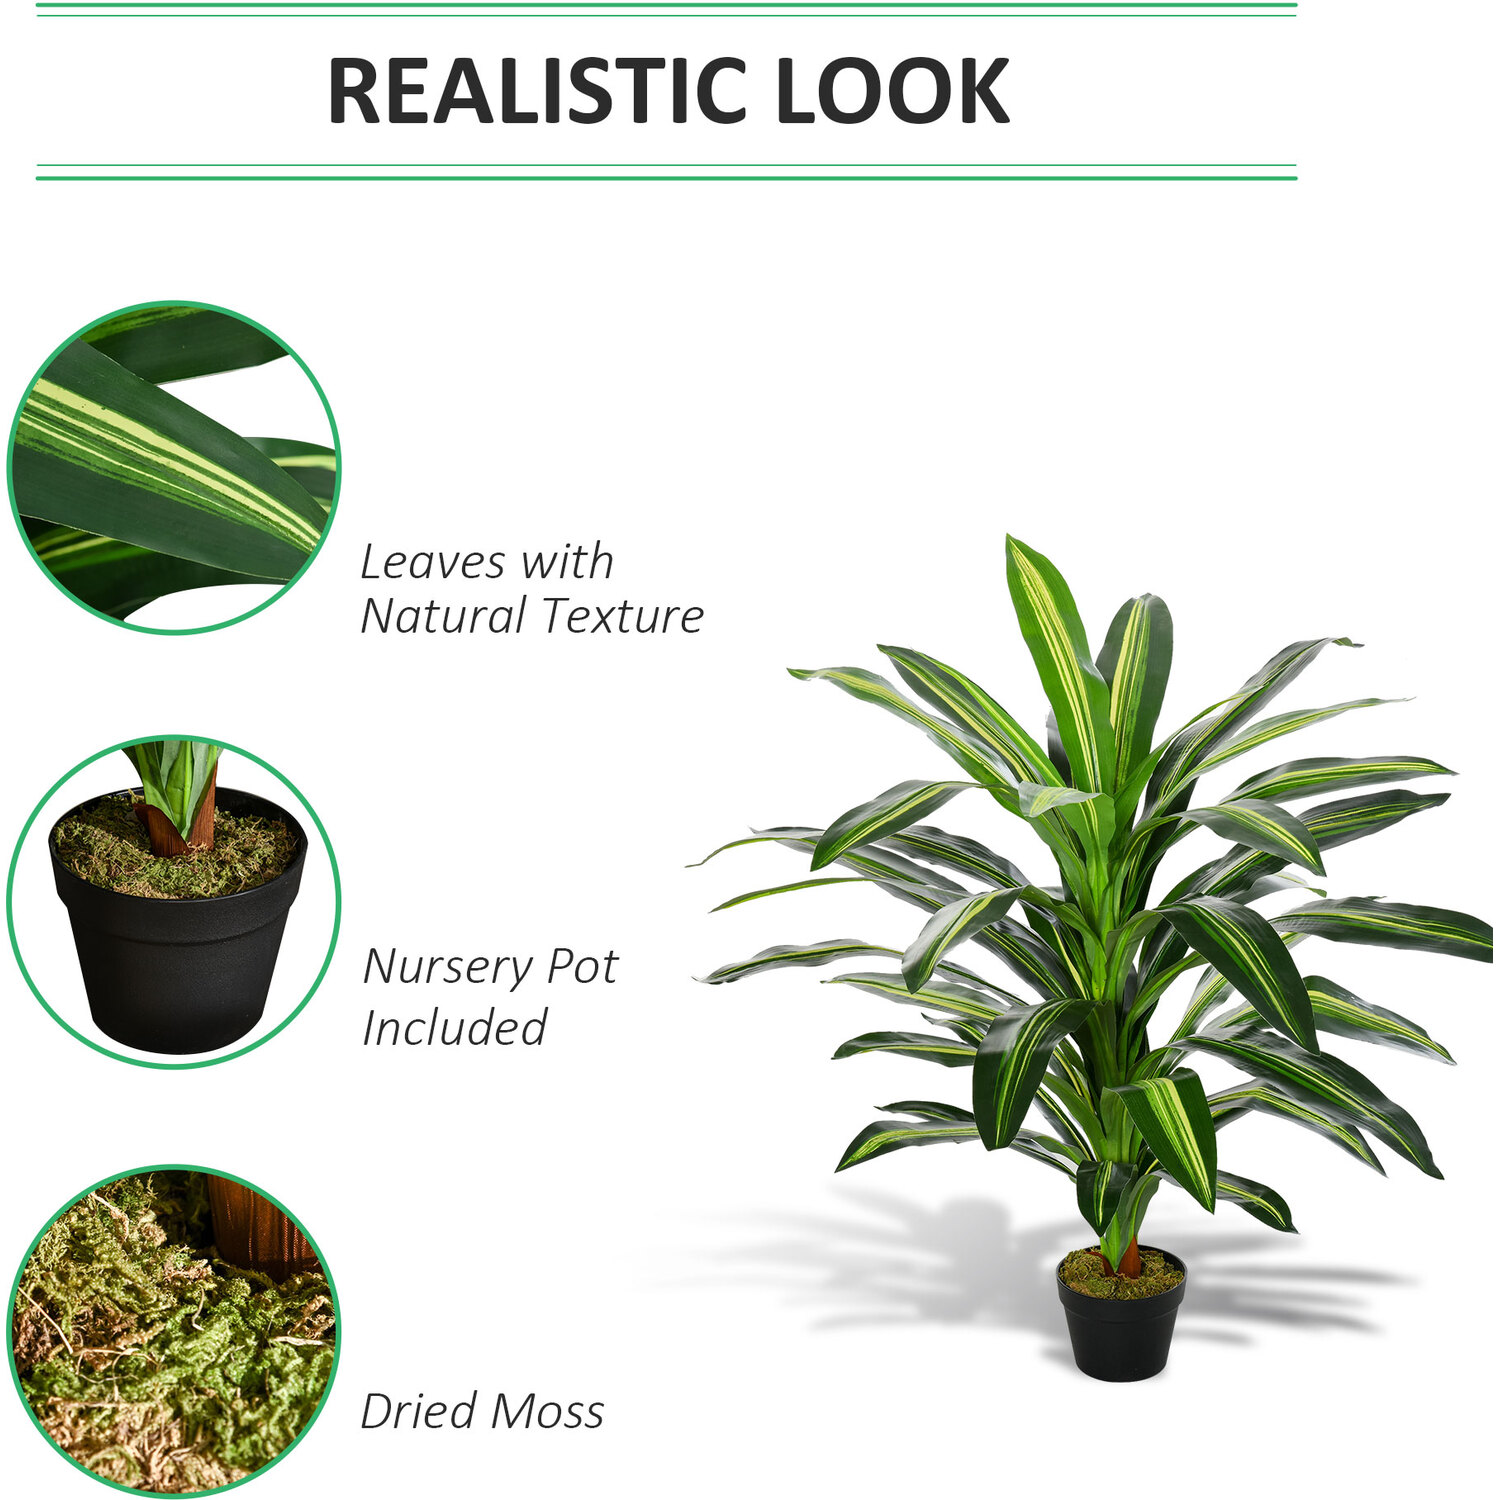 REALISTIC LOOK
Leaves with
Natural Texture
Nursery Pot
Included
Dried Moss